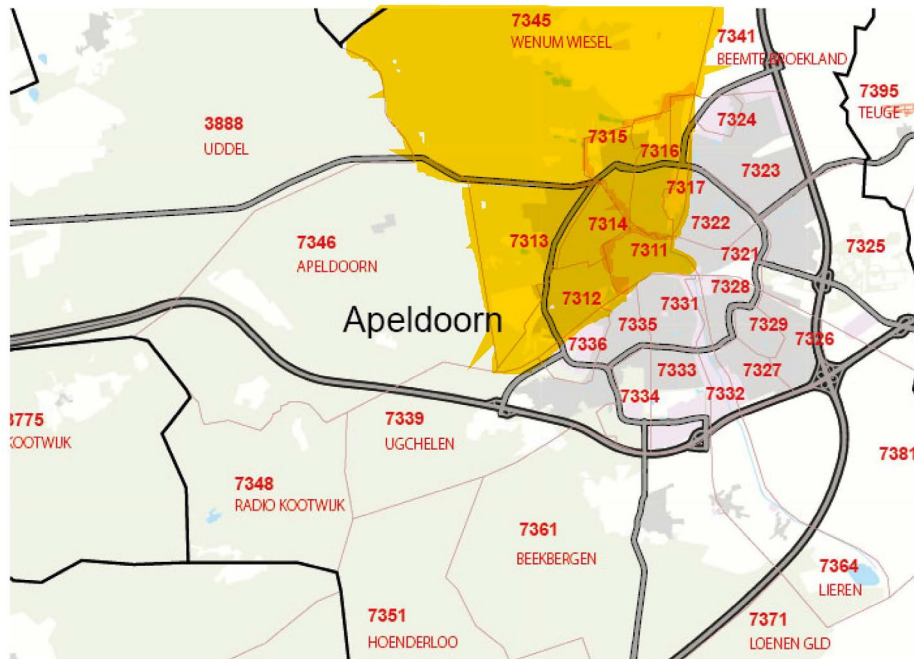 7345
WENUM WIESEL
7341
BEEMTE BROEKLAND
7395
TEUGE
3888
UDDEL
7324
7315
7316
7323
7317
7314
7322
7313
7311
7346
APELDOORN
7321
7325
7328
7312
7331
Apeldoorn
7335
7329
7336
7326
7333
7327
7334
7332
7339
UGCHELEN
3775
KOOTWIJK
7381
7348
RADIO KOOTWIJK
7361
BEEKBERGEN
7364
LIEREN
7351
HOENDERLOO
7371
LOENEN GLD